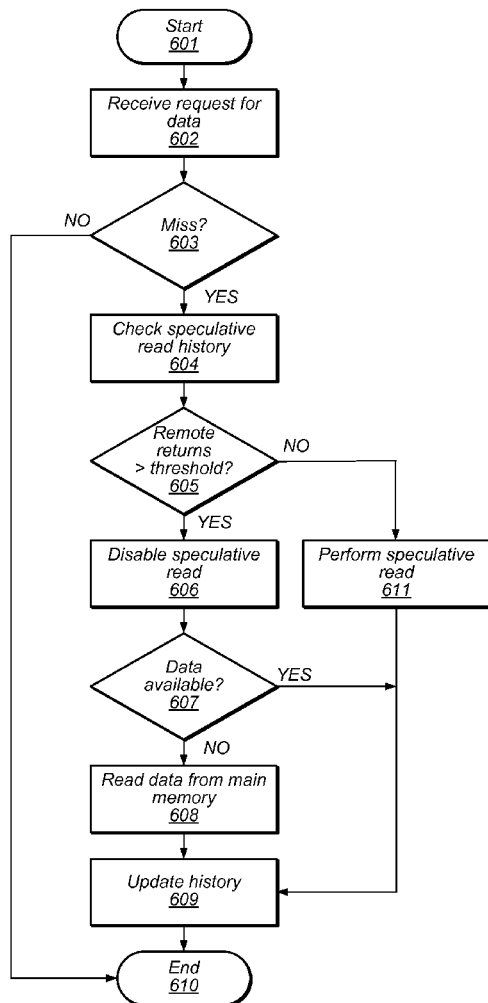 Start
601
Receive request for
data
602
NO
Miss?
603
YES
Check speculative
read history
604
Remote
returns
> threshold?
605
NO
YES
Disable speculative
read
606
Perform speculative
read
611
Data
available?
607
YES
NO
Read data from main
memory
608
Update history
609
End
610